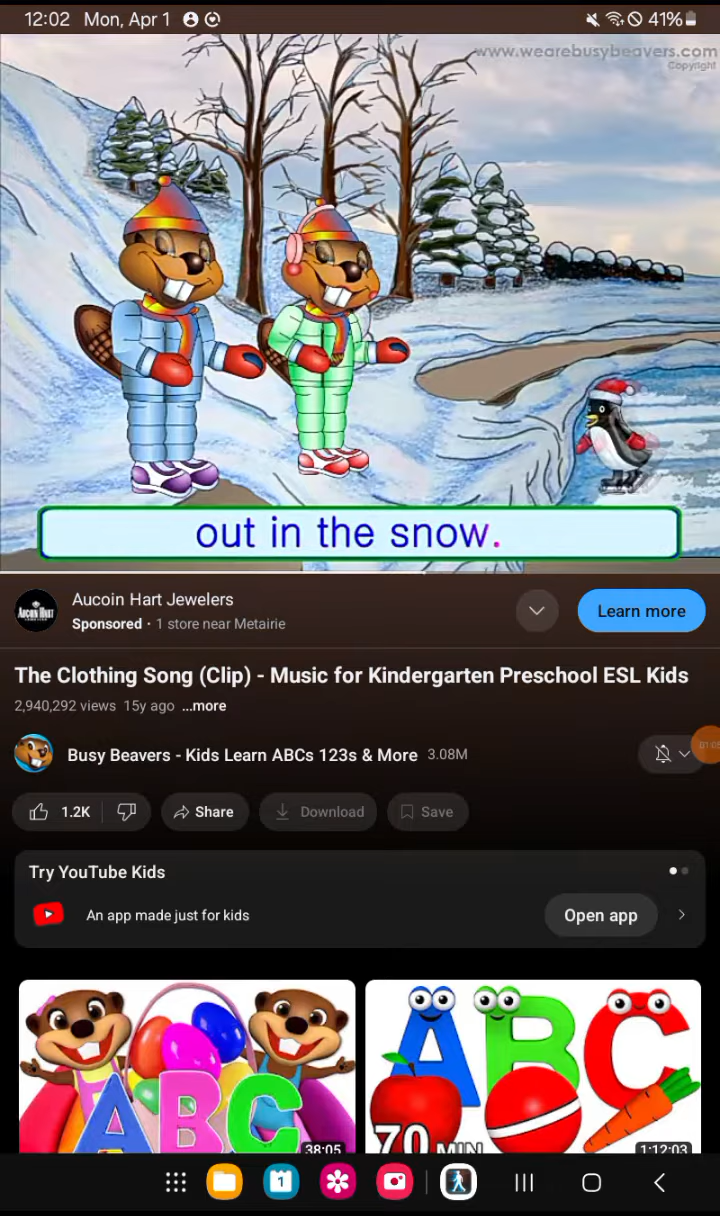 12:02 Mon, Apr 1
41%
www.wearebusybeavers.com
Copyright
out in the snow.
AUCOIN HART
Aucoin Hart Jewelers
Sponsored · 1 store near Metairie
Learn more
The Clothing Song (Clip) - Music for Kindergarten Preschool ESL Kids
2,940,292 views 15y ago ...more
Busy Beavers - Kids Learn ABCs 123s & More 3.08M
1.2K
Share
Download
Save
Try YouTube Kids
An app made just for kids
Open app
ABC
38:05
ABC
70 MIN
1:12:03
1